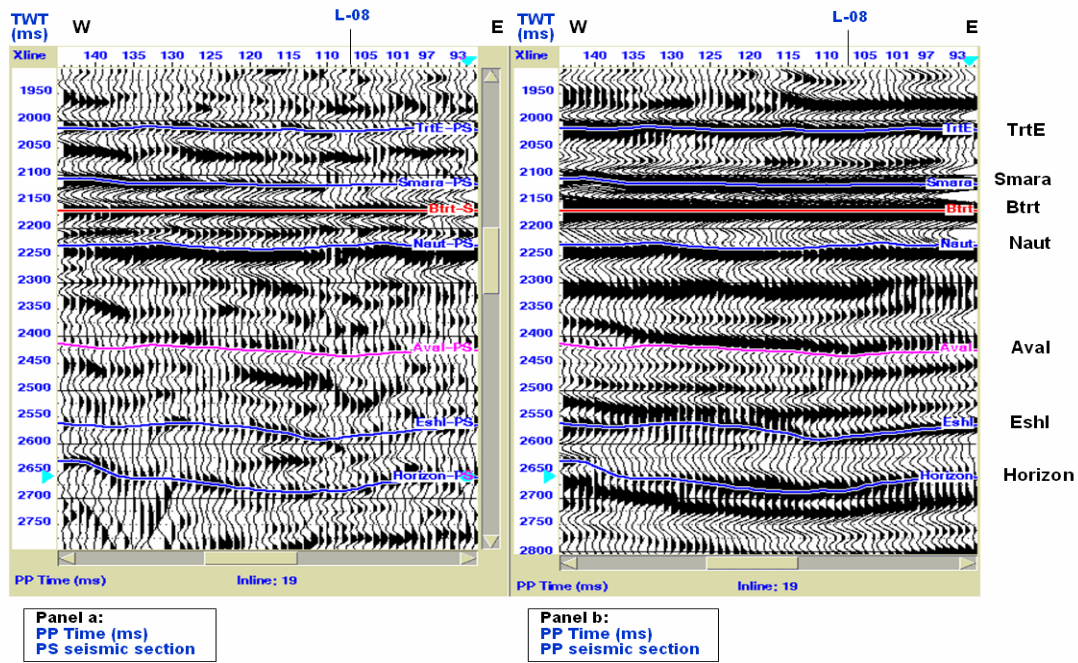 TWT
(ms)
W
L-08
E
Xline
140 135 130 125 120 115 110 105 101 97 93
1950
2000
2050
2100
2150
2200
2250
2300
2350
2400
2450
2500
2550
2600
2650
2700
2750
TrtE-PS
Smara-PS
Btrt-S
Naut-PS
Aval-PS
Eshl-PS
Horizon-PS
PP Time (ms)
Inline: 19
Panel a:
PP Time (ms)
PS seismic section
TWT
(ms)
W
L-08
E
Xline
140 135 130 125 120 115 110 105 101 97 93
1950
2000
2050
2100
2150
2200
2250
2300
2350
2400
2450
2500
2550
2600
2650
2700
2750
2800
TrtE
Smara
Btrt
Naut
Aval
Eshl
Horizon
PP Time (ms)
Inline: 19
Panel b:
PP Time (ms)
PP seismic section
TrtE
Smara
Btrt
Naut
Aval
Eshl
Horizon